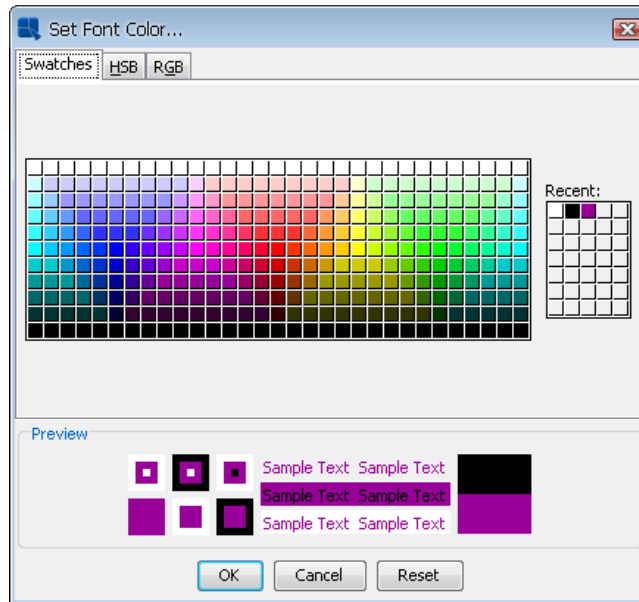 Set Font Color...
Swatches HSB RGB
Recent:
Preview
Sample Text Sample Text
Sample Text Sample Text
Sample Text Sample Text
OK Cancel Reset